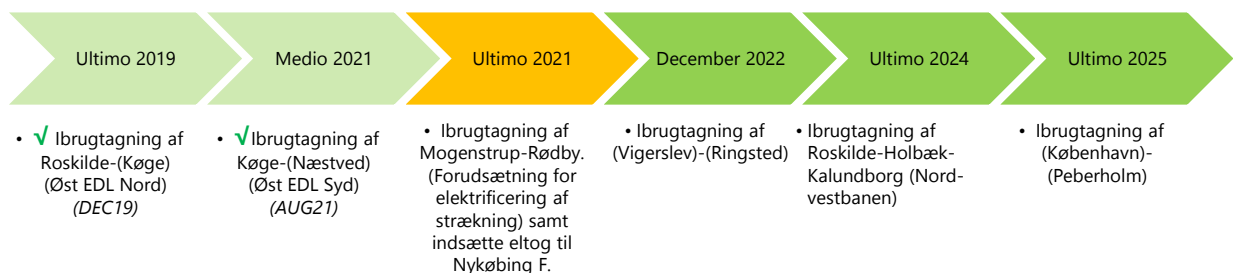 Ultimo 2019
Medio 2021
Ultimo 2021
December 2022
Ultimo 2024
Ultimo 2025
• √ Ibrugtagning af
Roskilde-(Køge)
(Øst EDL Nord)
(DEC19)
• √Ibrugtagning af
Køge-(Næstved)
(Øst EDL Syd)
(AUG21)
• Ibrugtagning af
Mogenstrup-Rødby.
(Forudsætning for
elektrificering af
strækning) samt
indsætte eltog til
Nykøbing F.
• Ibrugtagning af
(Vigerslev)-(Ringsted)
• Ibrugtagning af
Roskilde-Holbæk-
Kalundborg (Nord-
vestbanen)
• Ibrugtagning af
(København)-
(Peberholm)